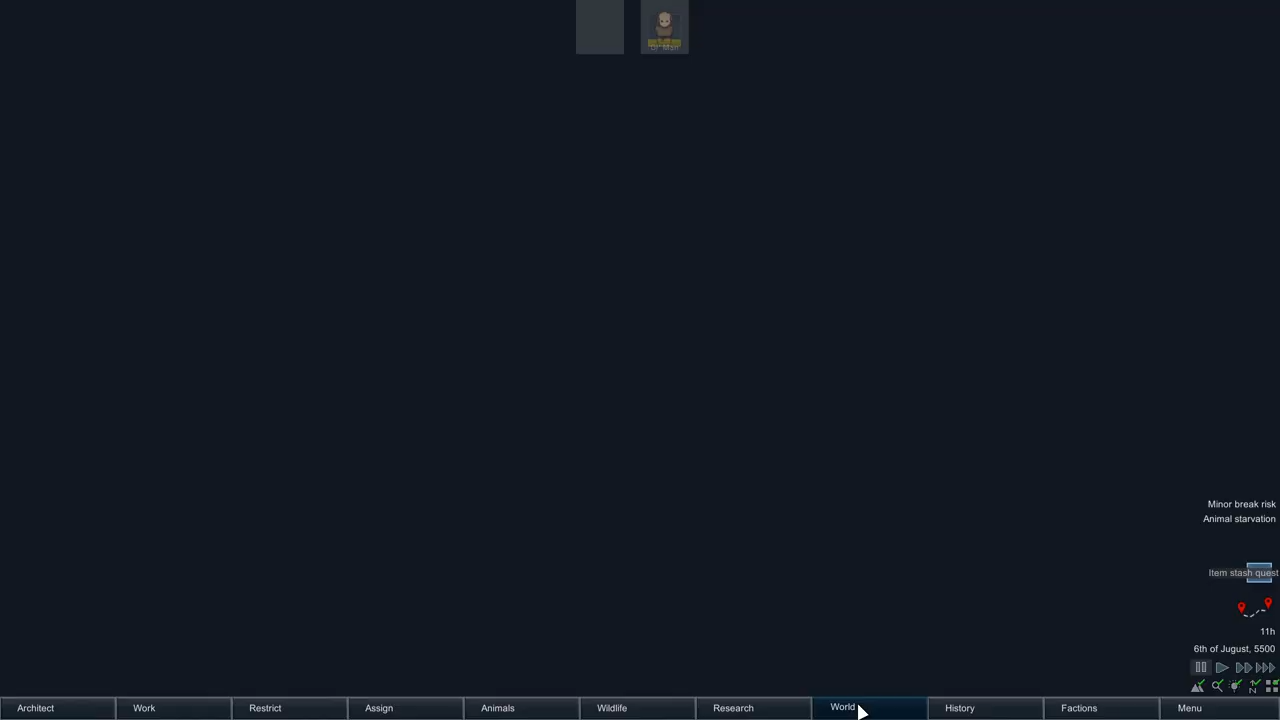 Minor break risk
Animal starvation
Item stash quest
11h
6th of Jugust, 5500
Architect Work Restrict Assign Animals Wildlife Research World History Factions Menu